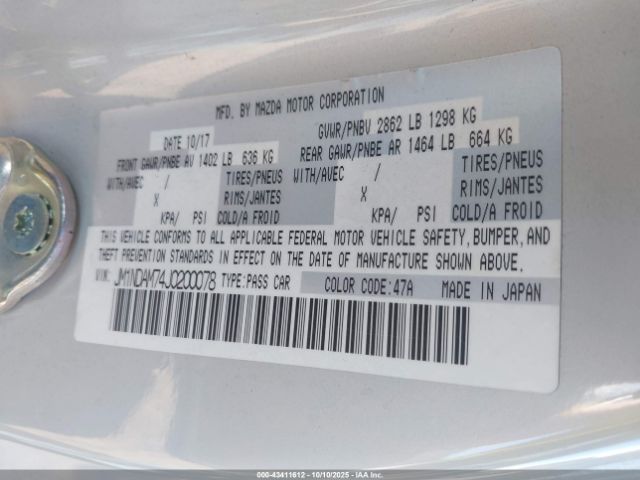 MFD. BY MAZDA MOTOR CORPORATION
DATE 10/17 GVWR/PNBV 2862 LB 1298 KG
FRONT GAWR/PNBE AV 1402 LB 636 KG REAR GAWR/PNBE AR 1464 LB 664 KG
WITH/AVEC / TIRES/PNEUS WITH/AVEC / TIRES/PNEUS
X RIMS/JANTES X RIMS/JANTES
KPA/ PSI COLD/A FROID KPA/ PSI COLD/A FROID
THIS VEHICLE CONFORMS TO ALL APPLICABLE FEDERAL MOTOR VEHICLE SAFETY, BUMPER, AND
THEFT PREVENTION STANDARDS IN EFFECT ON THE DATE OF MANUFACTURE SHOWN ABOVE.
VIN: JM1NDAM74J0200078 TYPE:PASS CAR COLOR CODE:47A MADE IN JAPAN
000-43411612 - 10/10/2025 - COPYRIGHT IAA, LLC.